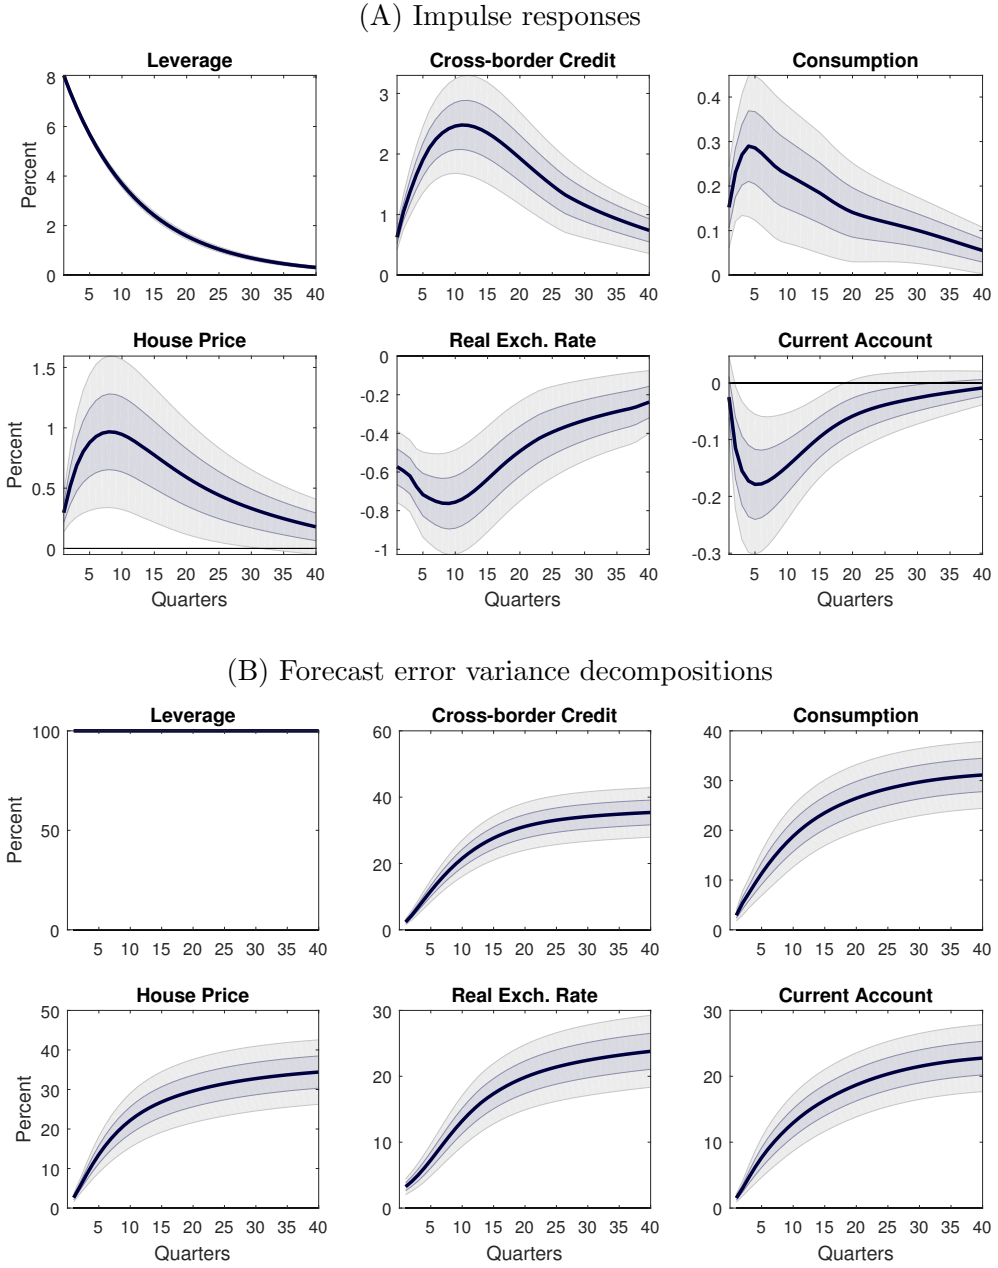 (A) Impulse responses
Leverage Cross-border Credit Consumption
Percent
8
6
4
2
0
5 10 15 20 25 30 35 40
3
2
1
0
5 10 15 20 25 30 35 40
0.4
0.3
0.2
0.1
0
5 10 15 20 25 30 35 40
House Price Real Exch. Rate Current Account
Percent
1.5
1
0.5
0
5 10 15 20 25 30 35 40
Quarters
0
-0.2
-0.4
-0.6
-0.8
-1
5 10 15 20 25 30 35 40
Quarters
0
-0.1
-0.2
-0.3
5 10 15 20 25 30 35 40
Quarters
(B) Forecast error variance decompositions
Leverage Cross-border Credit Consumption
Percent
100
50
0
5 10 15 20 25 30 35 40
60
40
20
0
5 10 15 20 25 30 35 40
40
30
20
10
0
5 10 15 20 25 30 35 40
House Price Real Exch. Rate Current Account
Percent
50
40
30
20
10
0
5 10 15 20 25 30 35 40
Quarters
30
20
10
0
5 10 15 20 25 30 35 40
Quarters
30
20
10
0
5 10 15 20 25 30 35 40
Quarters